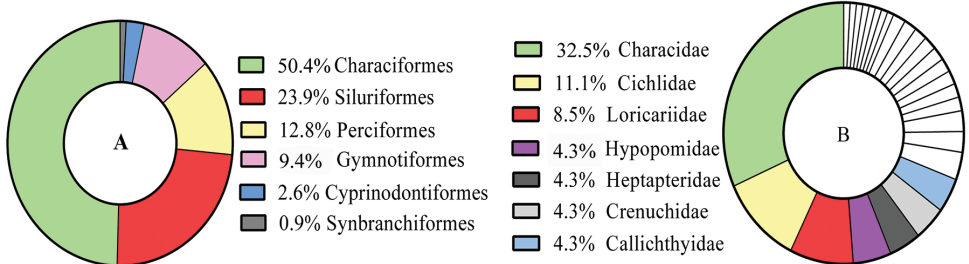 A
50.4% Characiformes
23.9% Siluriformes
12.8% Perciformes
9.4% Gymnotiformes
2.6% Cyprinodontiformes
0.9% Synbranchiformes
32.5% Characidae
11.1% Cichlidae
8.5% Loricariidae
4.3% Hypopomidae
4.3% Heptapteridae
4.3% Crenuchidae
4.3% Callichthyidae
B